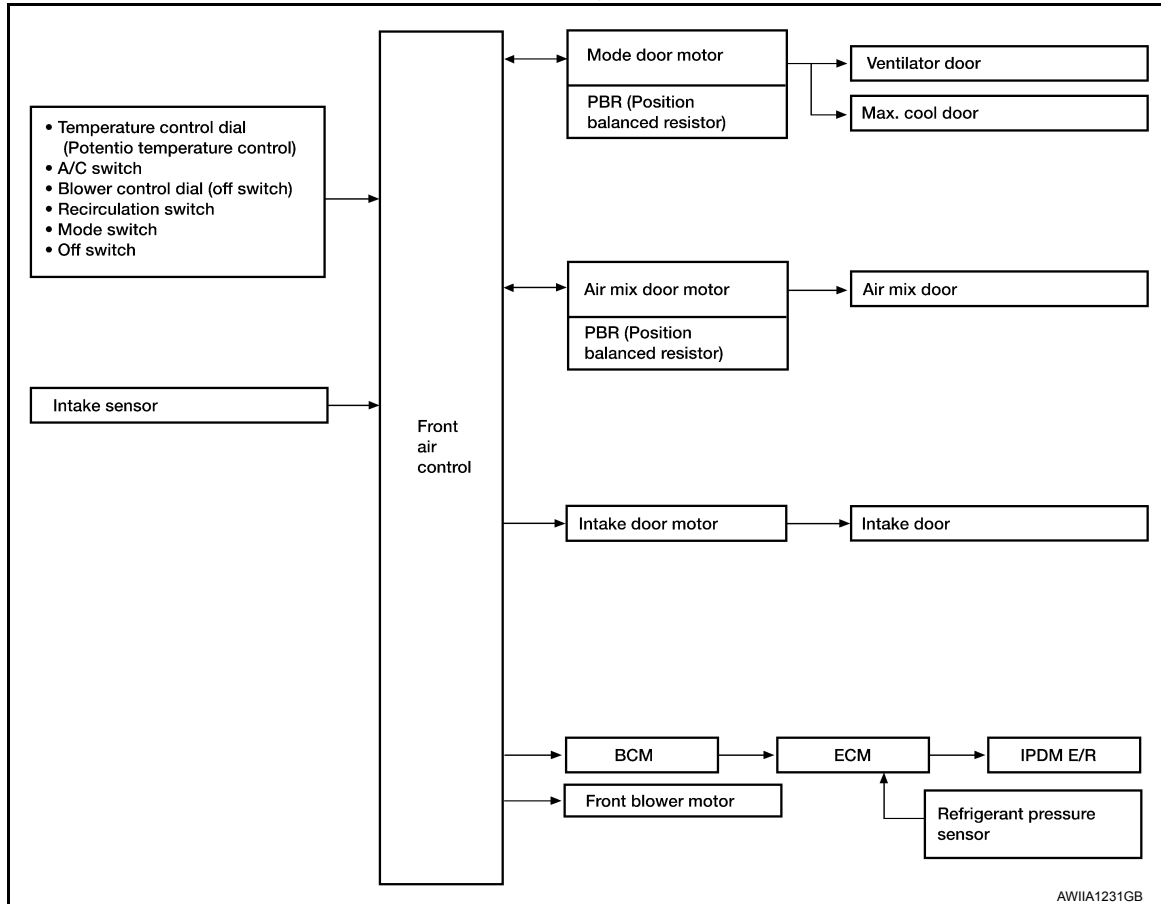 • Temperature control dial
(Potentio temperature control)
• A/C switch
• Blower control dial (off switch)
• Recirculation switch
• Mode switch
• Off switch
Intake sensor
Front
air
control
Mode door motor
PBR (Position
balanced resistor)
Ventilator door
Max. cool door
Air mix door motor
PBR (Position
balanced resistor)
Air mix door
Intake door motor
Intake door
BCM
ECM
IPDM E/R
Front blower motor
Refrigerant pressure
sensor
AWIIA1231GB